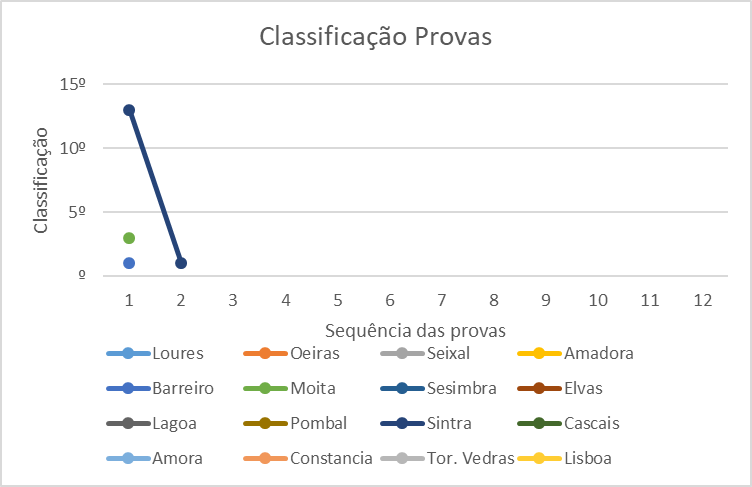 Classificação Provas
15º
10º
5º
º
Classificação
1 2 3 4 5 6 7 8 9 10 11 12
Sequência das provas
Loures Oeiras Seixal Amadora
Barreiro Moita Sesimbra Elvas
Lagoa Pombal Sintra Cascais
Amora Constancia Tor. Vedras Lisboa